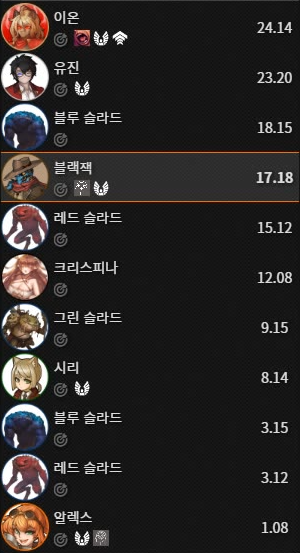 이온
24.14
유진
23.20
블루 슬라드
18.15
블랙잭
17.18
레드 슬라드
15.12
크리스피나
12.08
그린 슬라드
9.15
시리
8.14
블루 슬라드
3.15
레드 슬라드
3.12
알렉스
1.08